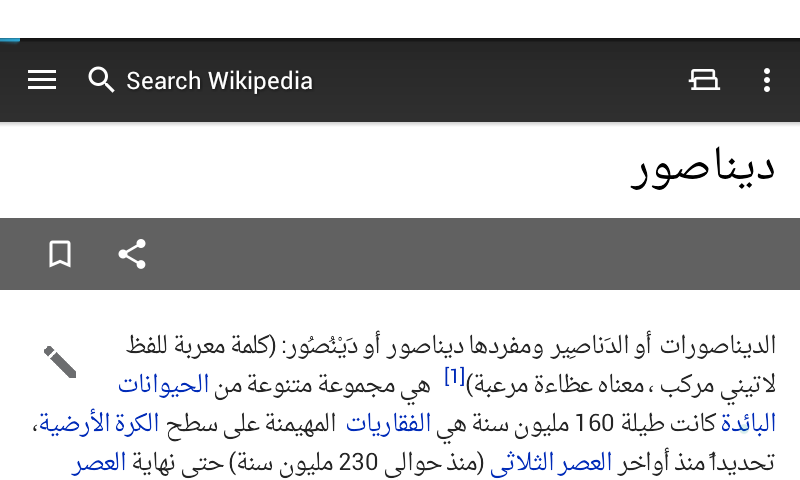 Search Wikipedia
ديناصور
الديناصورات أو الدَناصِير ومفردها ديناصور أو دَيْنُصُور: (كلمة معربة للفظ
لاتيني مركب ، معناه عظاءة مرعبة)[1] هي مجموعة متنوعة من الحيوانات
البائدة كانت طيلة 160 مليون سنة هي الفقاريات المهيمنة على سطح الكرة الأرضية،
تحديداً منذ أواخر العصر الثلاثى (منذ حوالى 230 مليون سنة) حتى نهاية العصر